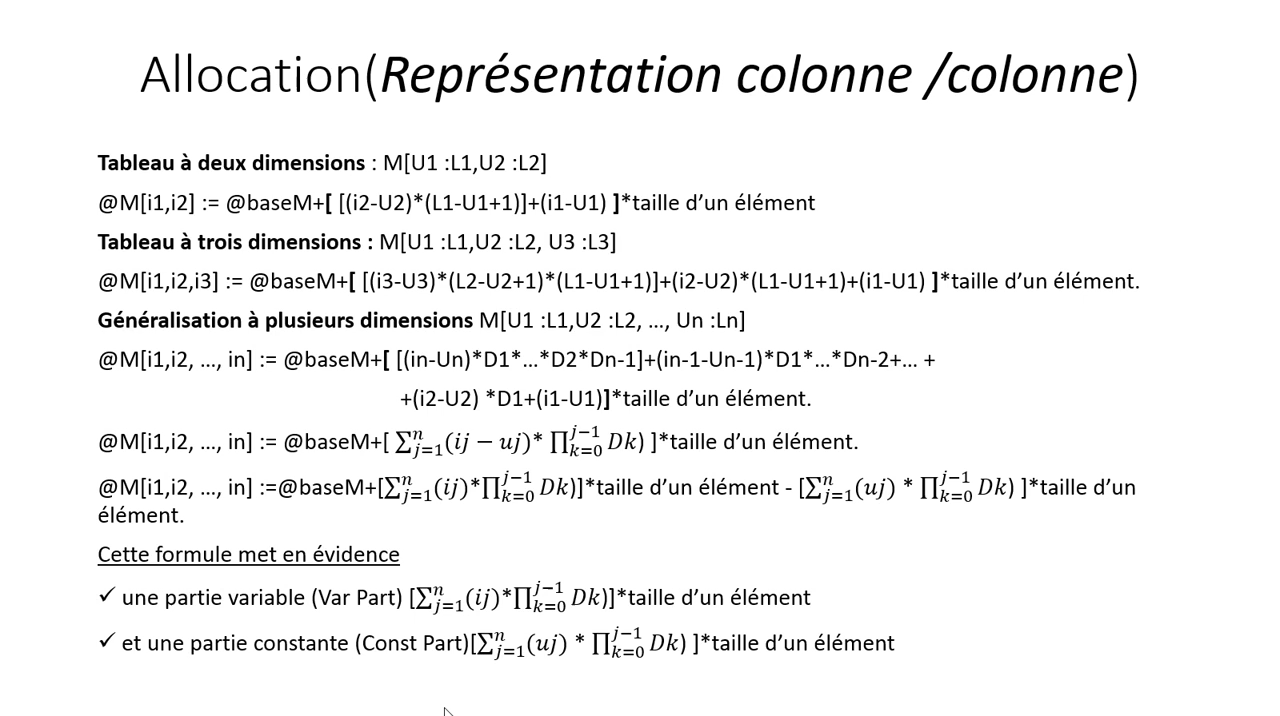 Allocation(Représentation colonne /colonne)
Tableau à deux dimensions : M[U1 :L1,U2 :L2]
@M[i1,i2] := @baseM+[ [(i2-U2)*(L1-U1+1)]+(i1-U1) ]*taille d’un élément
Tableau à trois dimensions : M[U1 :L1,U2 :L2, U3 :L3]
@M[i1,i2,i3] := @baseM+[ [(i3-U3)*(L2-U2+1)*(L1-U1+1)]+(i2-U2)*(L1-U1+1)+(i1-U1) ]*taille d’un élément.
Généralisation à plusieurs dimensions M[U1 :L1,U2 :L2, …, Un :Ln]
@M[i1,i2, …, in] := @baseM+[ [(in-Un)*D1*…*D2*Dn-1]+(in-1-Un-1)*D1*…*Dn-2+… +
+(i2-U2) *D1+(i1-U1)]*taille d’un élément.
@M[i1,i2, …, in] := @baseM+[ ∑_{j=1}^{n}(ij − uj)* ∏_{k=0}^{j−1} Dk) ]*taille d’un élément.
@M[i1,i2, …, in] :=@baseM+[∑_{j=1}^{n}(ij)*∏_{k=0}^{j−1} Dk)]*taille d’un élément - [∑_{j=1}^{n}(uj) * ∏_{k=0}^{j−1} Dk) ]*taille d’un
élément.
Cette formule met en évidence
✓ une partie variable (Var Part) [∑_{j=1}^{n}(ij)*∏_{k=0}^{j−1} Dk)]*taille d’un élément
✓ et une partie constante (Const Part)[∑_{j=1}^{n}(uj) * ∏_{k=0}^{j−1} Dk) ]*taille d’un élément